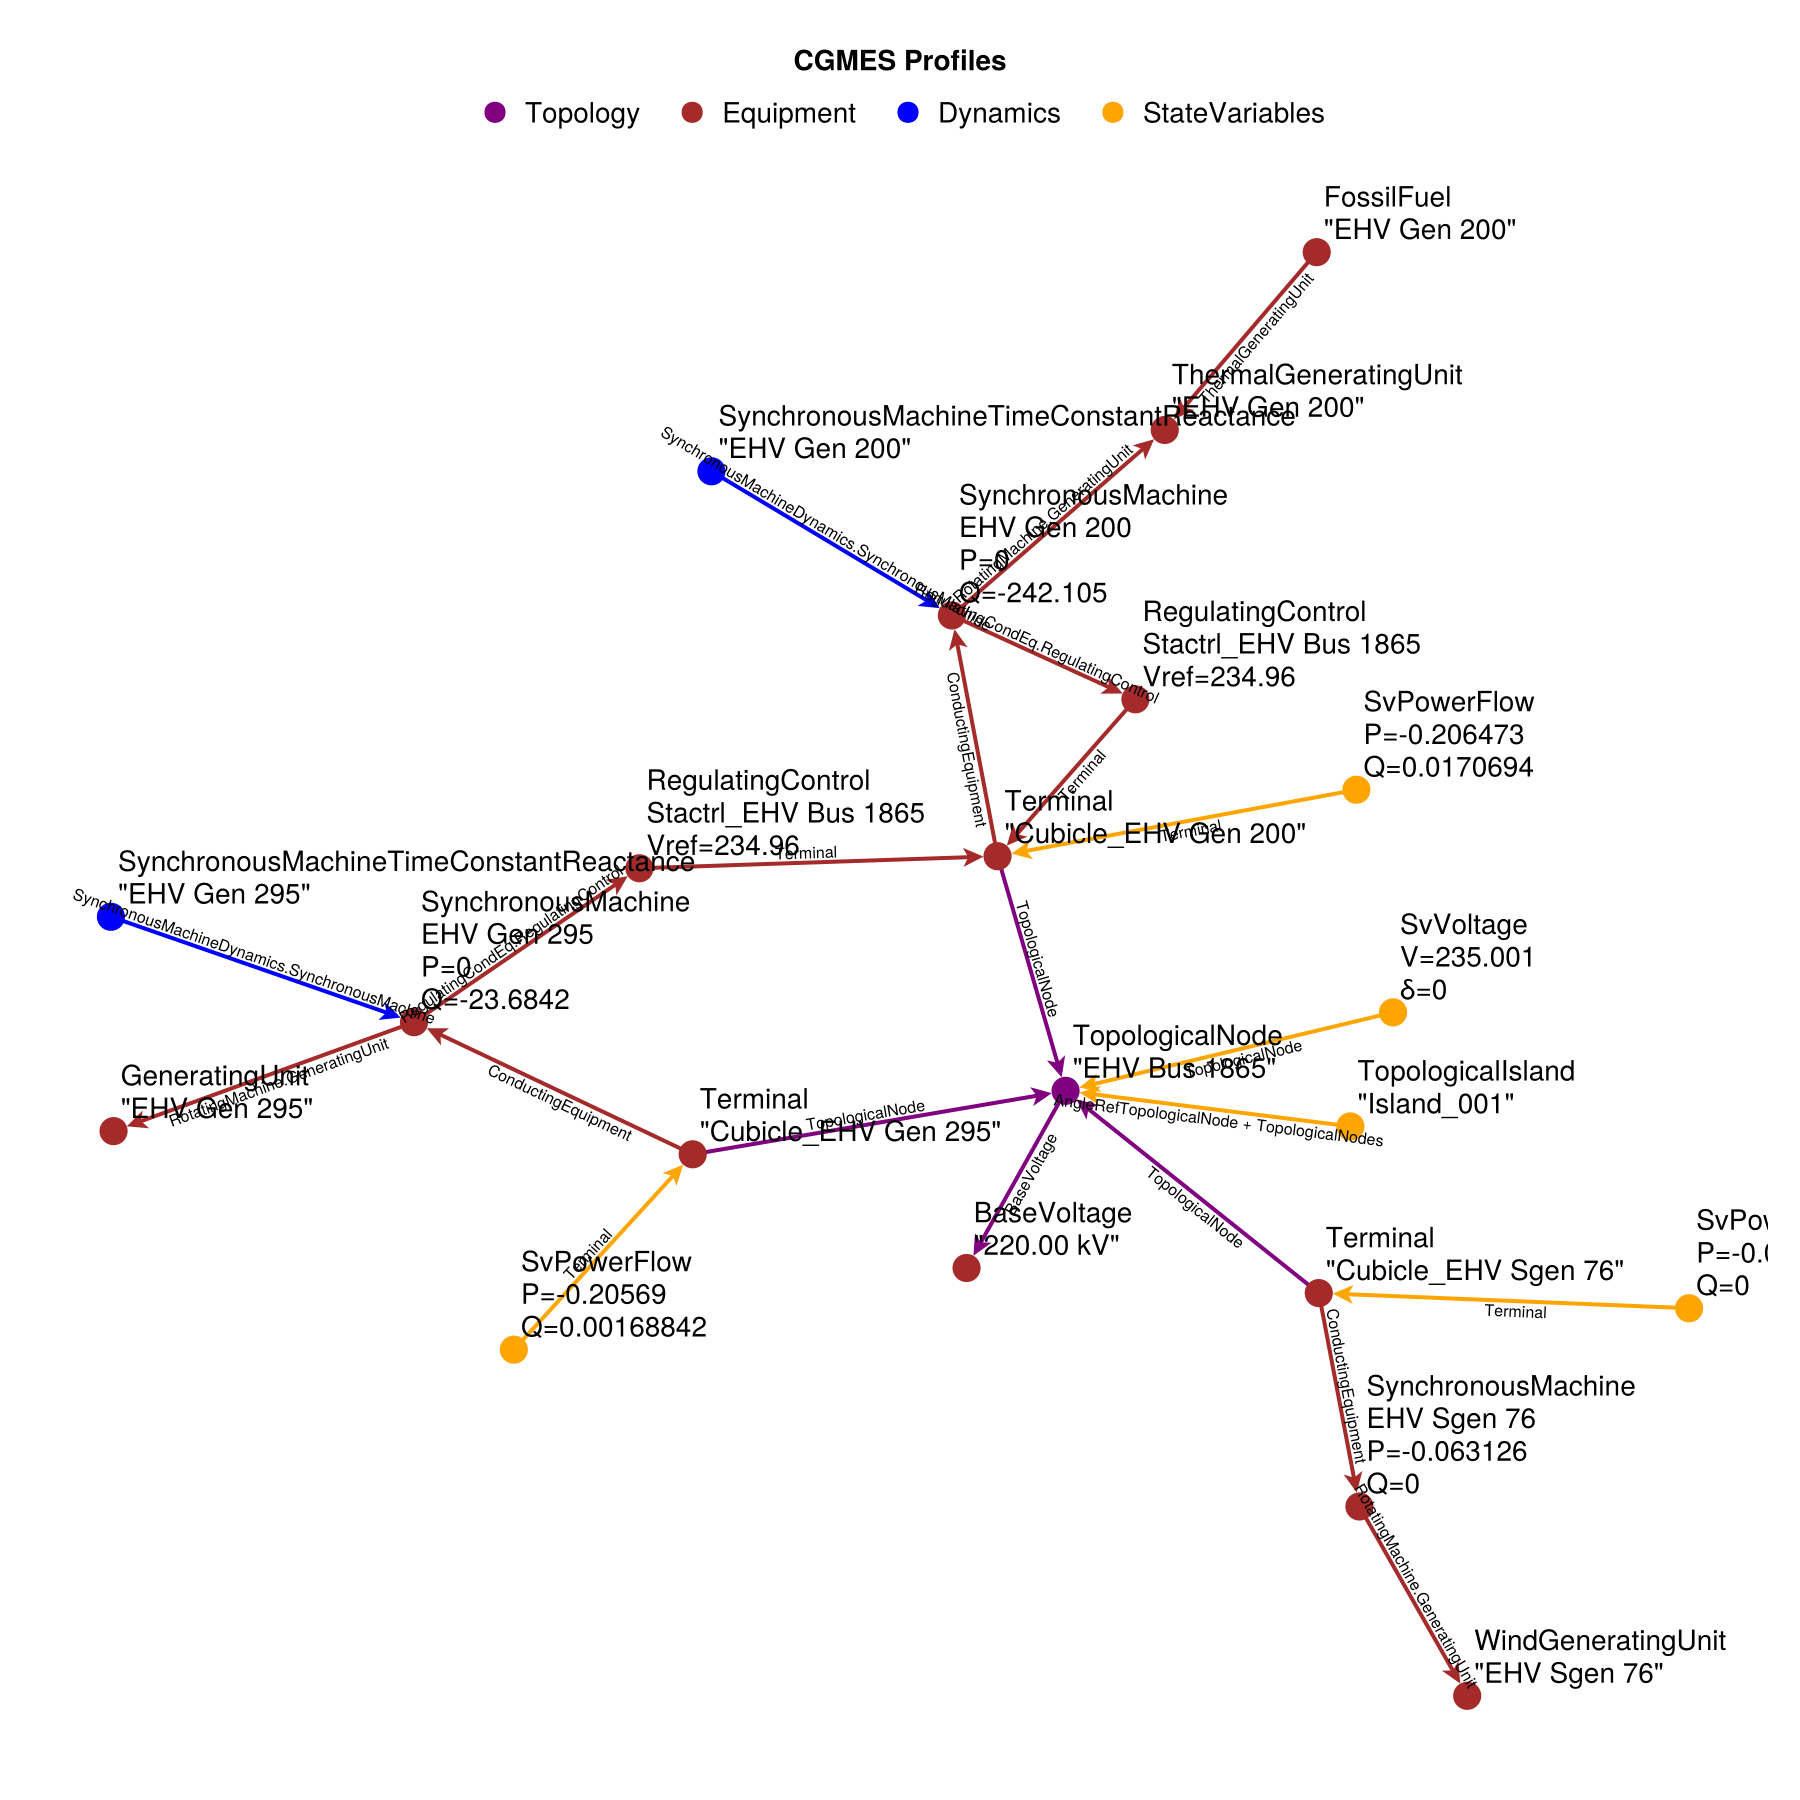 CGMES Profiles
Topology
Equipment
Dynamics
StateVariables
FossilFuel
"EHV Gen 200"
ThermalGeneratingUnit
ThermalGeneratingUnit
"EHV Gen 200"
SynchronousMachineTimeConstantReactance
"EHV Gen 200"
SynchronousMachineDynamics.SynchronousMachine
RotatingMachine.GeneratingUnit
SynchronousMachine
EHV Gen 200
P=0
Q=-242.105
RegulatingCondEq.RegulatingControl
RegulatingControl
Stactrl_EHV Bus 1865
Vref=234.96
ConductingEquipment
Terminal
SvPowerFlow
P=-0.206473
Q=0.0170694
Terminal
Terminal
"Cubicle_EHV Gen 200"
RegulatingControl
Stactrl_EHV Bus 1865
Vref=234.96
Terminal
SynchronousMachineTimeConstantReactance
"EHV Gen 295"
SynchronousMachineDynamics.SynchronousMachine
RegulatingCondEq.RegulatingControl
SynchronousMachine
EHV Gen 295
P=0
Q=-23.6842
TopologicalNode
SvVoltage
V=235.001
δ=0
TopologicalNode
TopologicalNode
"EHV Bus 1865"
GeneratingUnit
"EHV Gen 295"
RotatingMachine.GeneratingUnit
ConductingEquipment
TopologicalIsland
"Island_001"
AngleRefTopologicalNode + TopologicalNodes
Terminal
"Cubicle_EHV Gen 295"
TopologicalNode
BaseVoltage
BaseVoltage
"220.00 kV"
TopologicalNode
Terminal
"Cubicle_EHV Sgen 76"
Terminal
Q=0
Terminal
SvPowerFlow
P=-0.20569
Q=0.00168842
ConductingEquipment
SynchronousMachine
EHV Sgen 76
P=-0.063126
Q=0
RotatingMachine.GeneratingUnit
WindGeneratingUnit
"EHV Sgen 76"